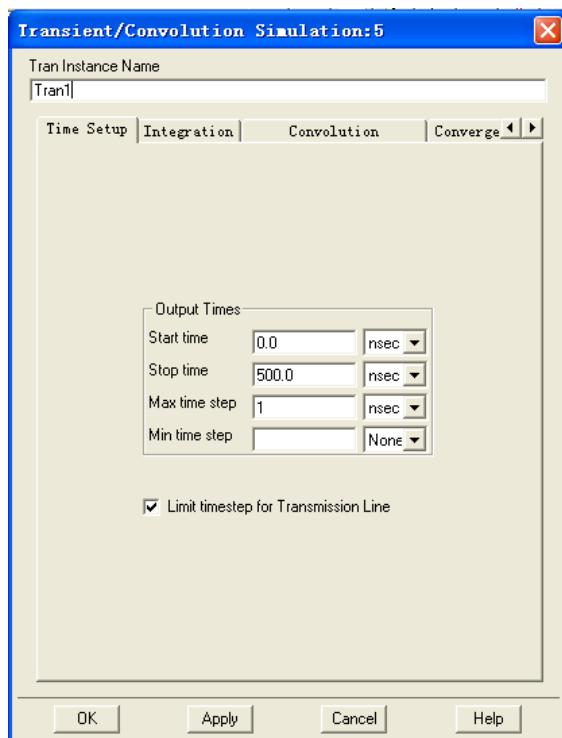 Transient/Convolution Simulation:5
Tran Instance Name
Tran1
Time Setup Integration Convolution Converge
Output Times
Start time 0.0 nsec
Stop time 500.0 nsec
Max time step 1 nsec
Min time step None
Limit timestep for Transmission Line
OK Apply Cancel Help